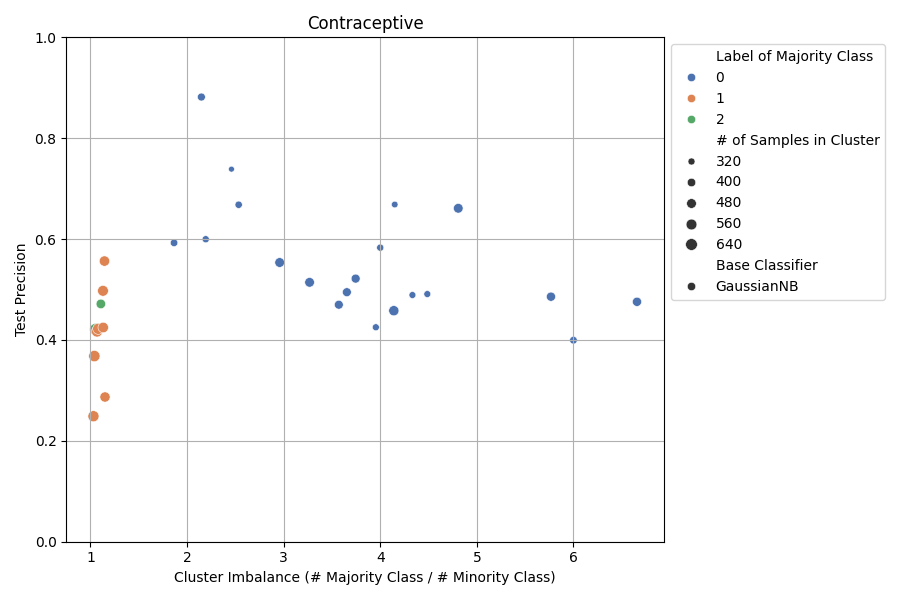 Contraceptive
1.0
0.8
0.6
0.4
0.2
0.0
Test Precision
1
2
3
4
5
6
Cluster Imbalance (# Majority Class / # Minority Class)
Label of Majority Class
0
1
2
# of Samples in Cluster
320
400
480
560
640
Base Classifier
GaussianNB